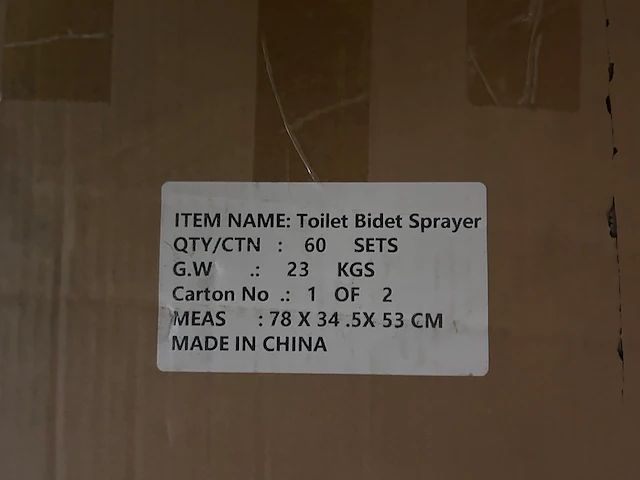 ITEM NAME: Toilet Bidet Sprayer
QTY/CTN : 60 SETS
G.W .: 23 KGS
Carton No .: 1 OF 2
MEAS : 78 X 34 .5X 53 CM
MADE IN CHINA